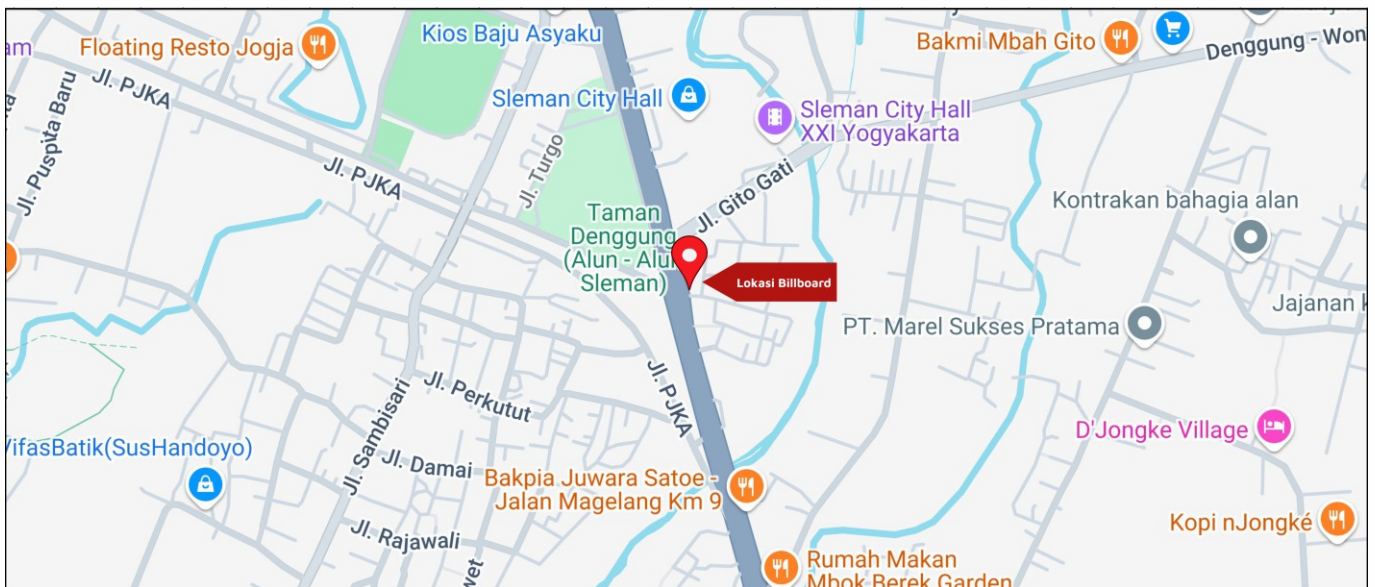 Floating Resto Jogja
Kios Baju Asyaku
Bakmi Mbah Gito
Denggung - Won
am
Jl. PJKA
Jl. Puspita Baru
Sleman City Hall
Sleman City Hall
XXI Yogyakarta
Jl. Turgo
Jl. PJKA
Jl. Gito Gati
Kontrakan bahagia alan
Taman
Denggung
(Alun - Alun
Sleman)
Lokasi Billboard
Jajanan k
PT. Marel Sukses Pratama
Jl. Perkutut
Jl. PJKA
Jl. Sambisari
D'Jongke Village
VifasBatik(SusHandoyo)
Jl. Damai
Bakpia Juwara Satoe -
Jalan Magelang Km 9
Kopi nJongké
Jl. Rajawali
wet
Rumah Makan
Mbok Berek Garden